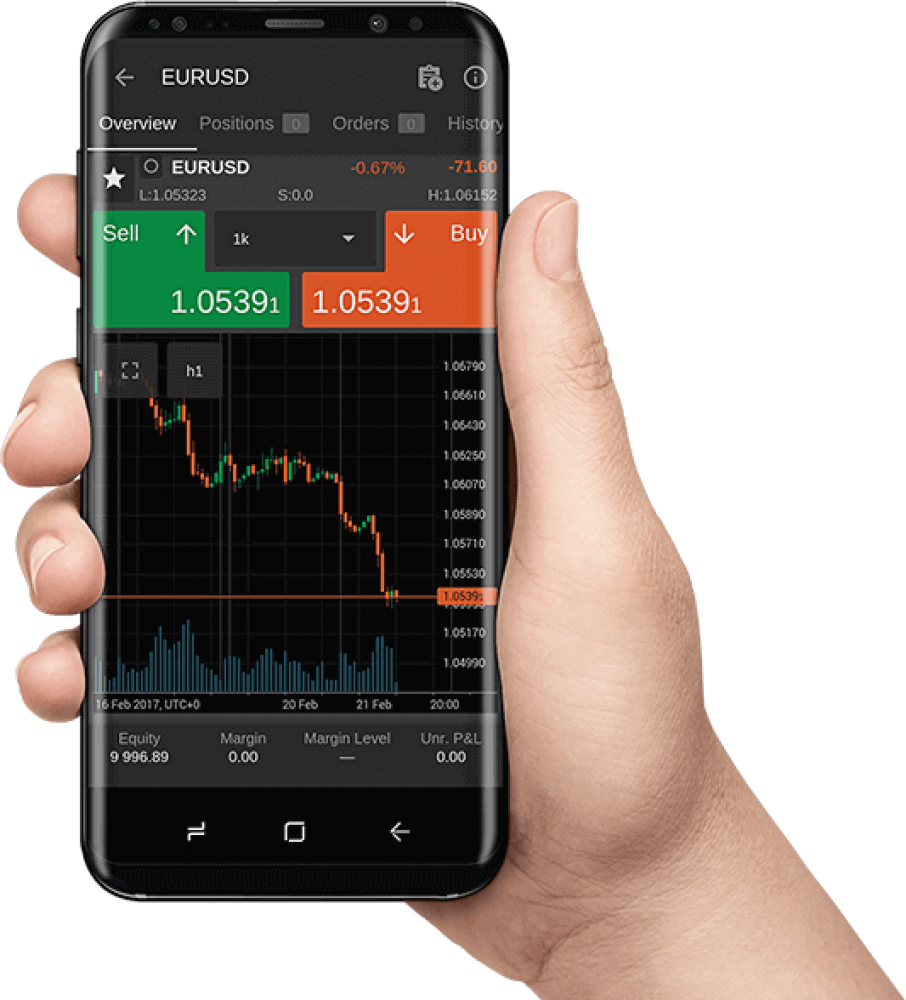 EURUSD
Overview Positions 0 Orders 0 History
EURUSD -0.67% -71.60
L:1.05323 S:0.0 H:1.06152
Sell 1k Buy
1.05391 1.05391
h1
1.06790
1.06610
1.06430
1.06250
1.06070
1.05890
1.05710
1.05530
1.05391
1.05170
1.04990
16 Feb 2017, UTC+0 20 Feb 21 Feb 20:00
Equity Margin Margin Level Unr. P&L
9 996.89 0.00 — 0.00